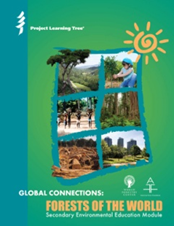 Project Learning Tree®
GLOBAL CONNECTIONS:
FORESTS OF THE WORLD
Secondary Environmental Education Module